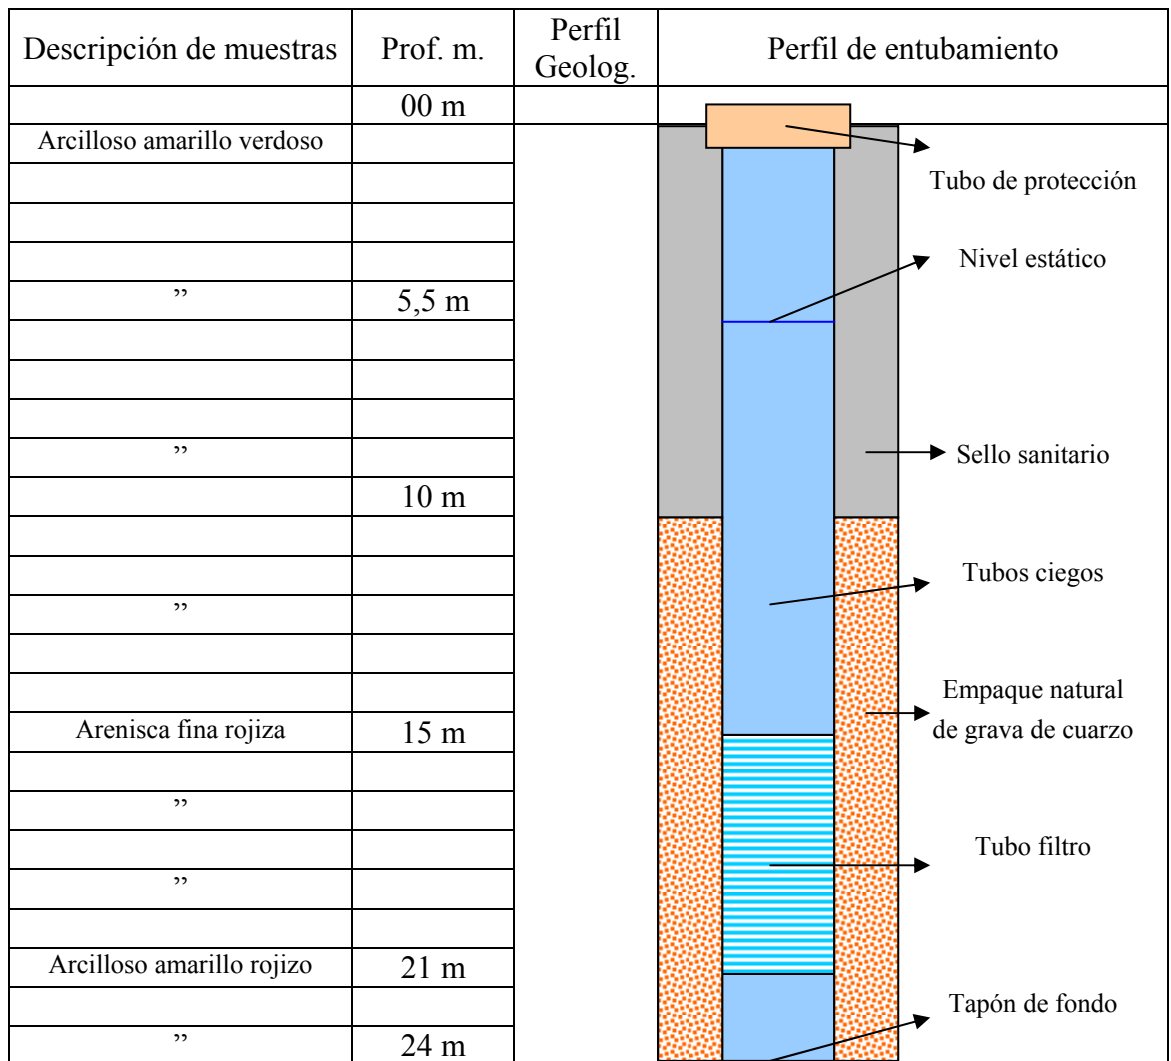 Descripción de muestras Prof. m. Perfil Geolog. Perfil de entubamiento
00 m
Arcilloso amarillo verdoso
Tubo de protección
Nivel estático
” 5,5 m
” Sello sanitario
10 m
Tubos ciegos
”
Empaque natural
Arenisca fina rojiza 15 m de grava de cuarzo
”
Tubo filtro
”
Arcilloso amarillo rojizo 21 m
Tapón de fondo
” 24 m